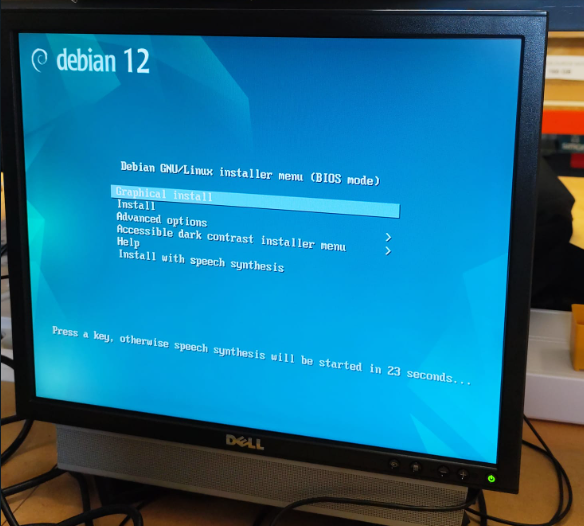 debian 12
Debian GNU/Linux installer menu (BIOS mode)
Graphical install
Install
Advanced options >
Accessible dark contrast installer menu >
Help
Install with speech synthesis
Press a key, otherwise speech synthesis will be started in 23 seconds...
DELL